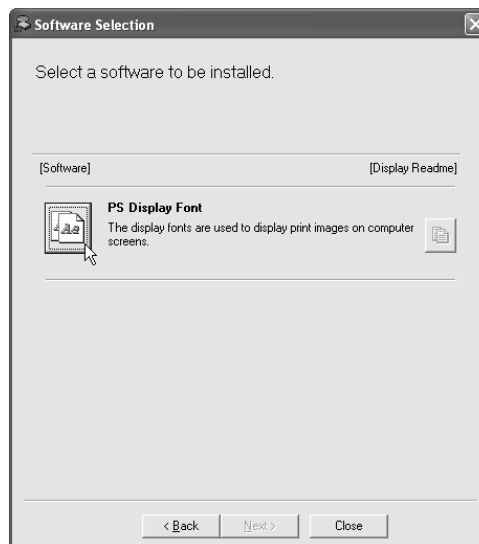 Software Selection
Select a software to be installed.
[Software] [Display Readme]
PS Display Font
The display fonts are used to display print images on computer
screens.
Aa
< Back Next > Close